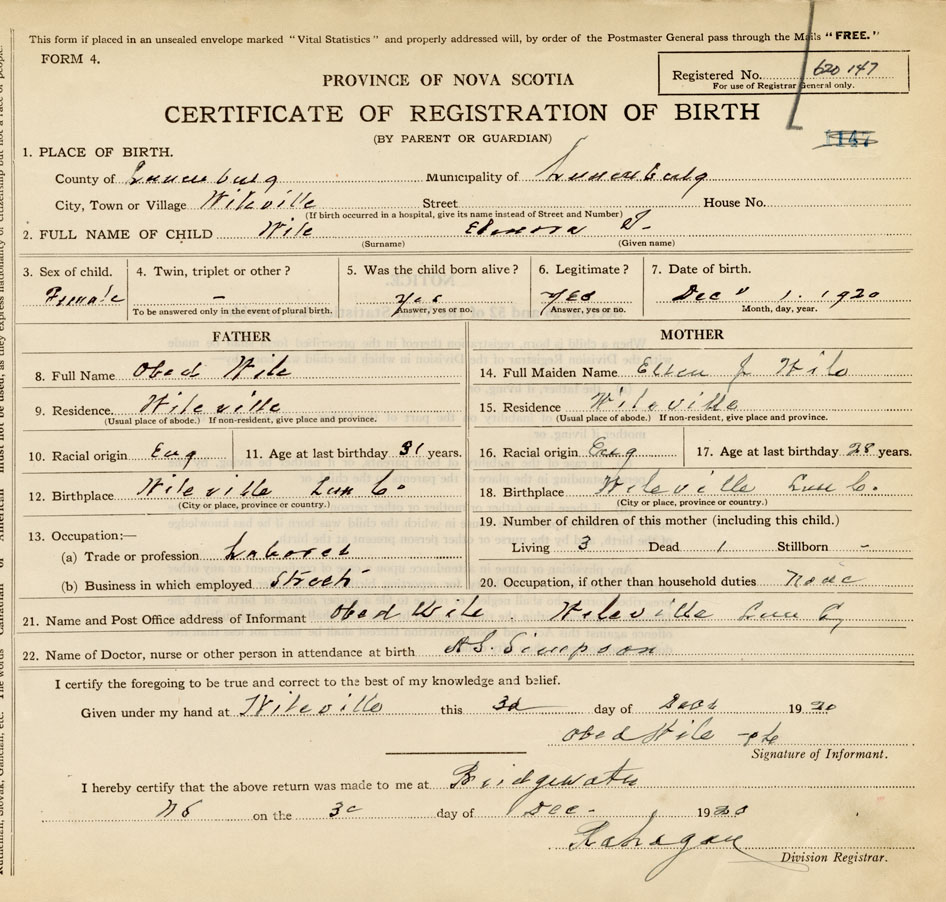 This form if placed in an unsealed envelope marked "Vital Statistics" and properly addressed will, by order of the Postmaster General pass through the Mails "FREE."
FORM 4.
Registered No. 620 147
For use of Registrar General only.
PROVINCE OF NOVA SCOTIA
CERTIFICATE OF REGISTRATION OF BIRTH
(BY PARENT OR GUARDIAN)
147
1. PLACE OF BIRTH.
County of Lunenburg Municipality of Lunenburg
City, Town or Village Wileville Street House No.
(If birth occurred in a hospital, give its name instead of Street and Number)
2. FULL NAME OF CHILD Wile Elenora J.
(Surname) (Given name)
3. Sex of child. 4. Twin, triplet or other? 5. Was the child born alive? 6. Legitimate? 7. Date of birth.
Female - Yes Yes Dec " 1. 1920
To be answered only in the event of plural birth. Answer, yes or no. Answer, yes or no. Month, day, year.
FATHER MOTHER
8. Full Name Obed Wile 14. Full Maiden Name Ellen J Wile
9. Residence. Wileville 15. Residence Wileville
(Usual place of abode.) If non-resident, give place and province. (Usual place of abode.) If non-resident, give place and province.
10. Racial origin Eng 11. Age at last birthday 31 years. 16. Racial origin Eng 17. Age at last birthday 28 years.
12. Birthplace Wileville Lun Co. 18. Birthplace Wileville Lun Co.
(City or place, province or country.) (City or place, province or country.)
13. Occupation:— 19. Number of children of this mother (including this child.)
(a) Trade or profession Laborer Living 3 Dead 1 Stillborn -
(b) Business in which employed Street 20. Occupation, if other than household duties None
21. Name and Post Office address of Informant Obed Wile. Wileville Lun Co
22. Name of Doctor, nurse or other person in attendance at birth Simpson
I certify the foregoing to be true and correct to the best of my knowledge and belief.
Given under my hand at Wileville this 3d day of Dec 1920
Obed Wile
Signature of Informant.
I hereby certify that the above return was made to me at Bridgewater
NS on the 3d day of Dec- 1920
Division Registrar.